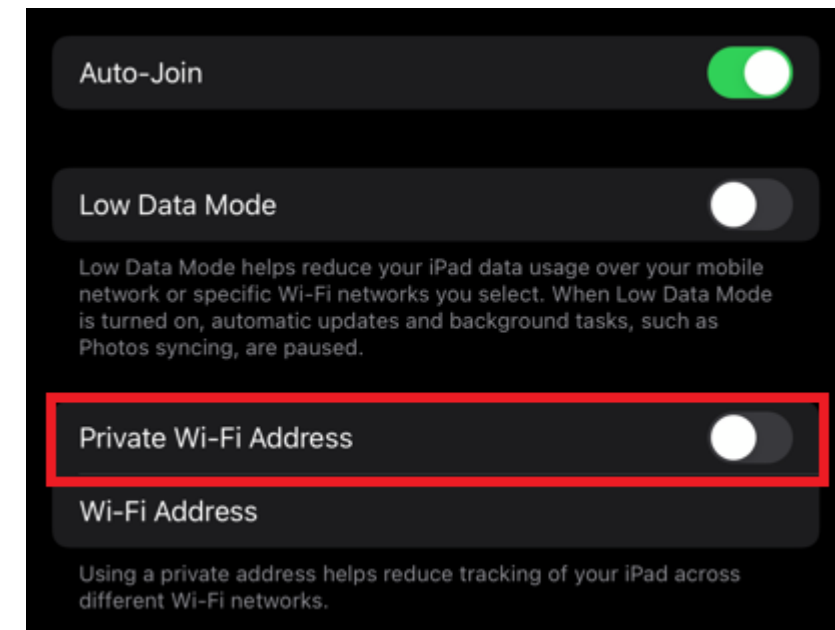 Auto-Join
Low Data Mode
Low Data Mode helps reduce your iPad data usage over your mobile
network or specific Wi-Fi networks you select. When Low Data Mode
is turned on, automatic updates and background tasks, such as
Photos syncing, are paused.
Private Wi-Fi Address
Wi-Fi Address
Using a private address helps reduce tracking of your iPad across
different Wi-Fi networks.